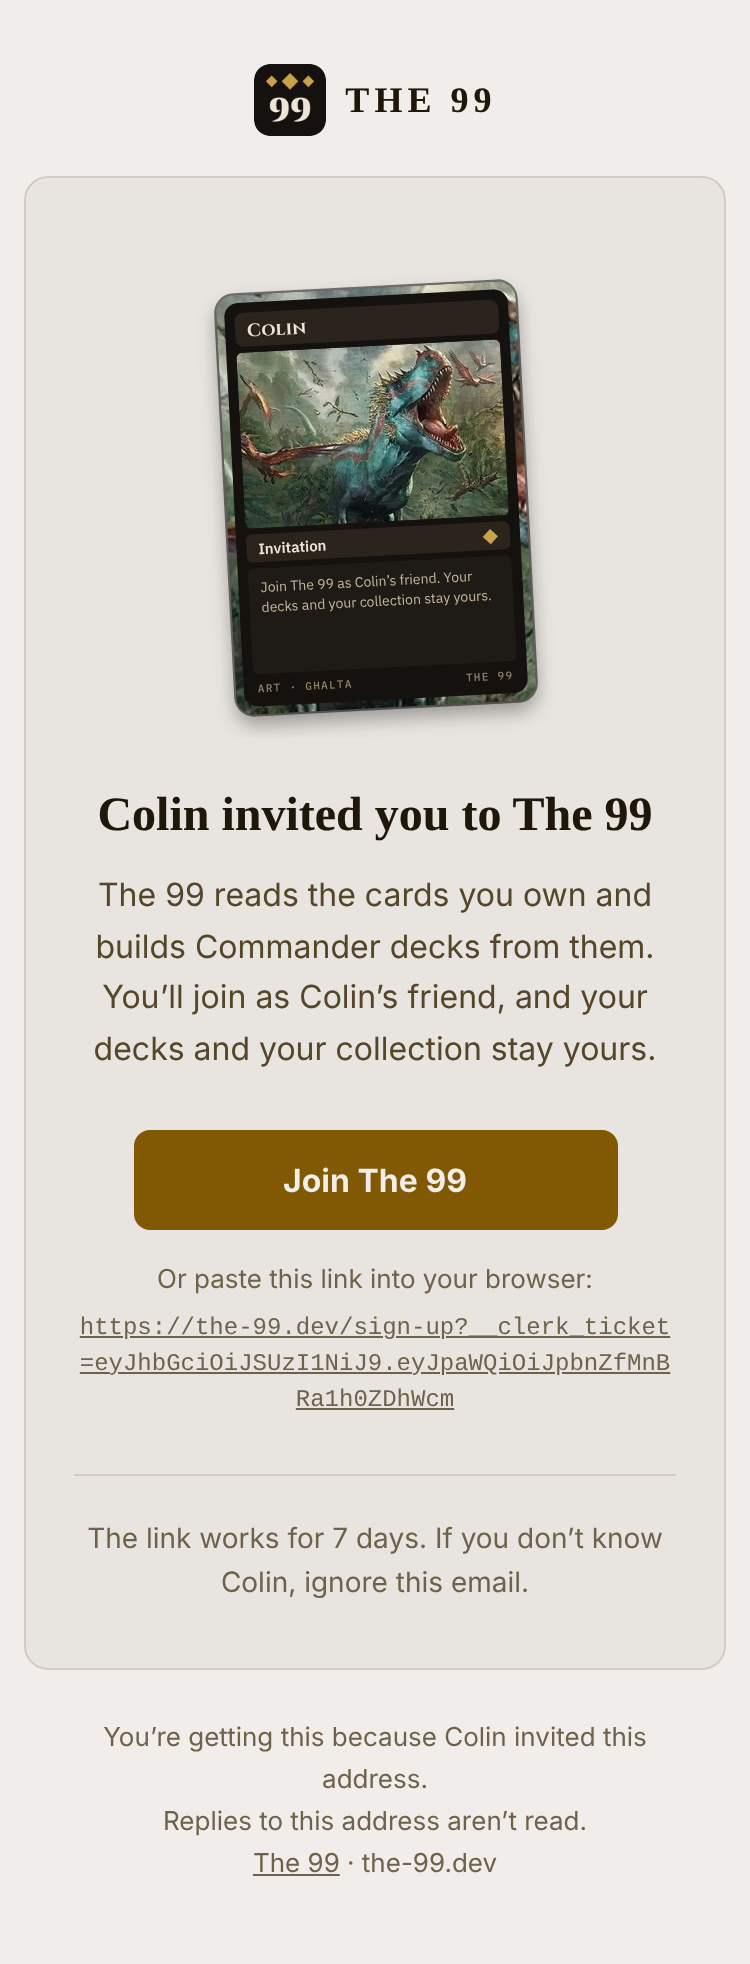 99 THE 99
Colin
Invitation
Join The 99 as Colin’s friend. Your
decks and your collection stay yours.
ART · GHALTA THE 99
Colin invited you to The 99
The 99 reads the cards you own and
builds Commander decks from them.
You’ll join as Colin’s friend, and your
decks and your collection stay yours.
Join The 99
Or paste this link into your browser:
https://the-99.dev/sign-up?__clerk_ticket
=eyJhbGciOiJSUzI1NiJ9.eyJpaWQiOiJpbnZfMnB
Ra1h0ZDhWcm
The link works for 7 days. If you don’t know
Colin, ignore this email.
You’re getting this because Colin invited this
address.
Replies to this address aren’t read.
The 99 · the-99.dev